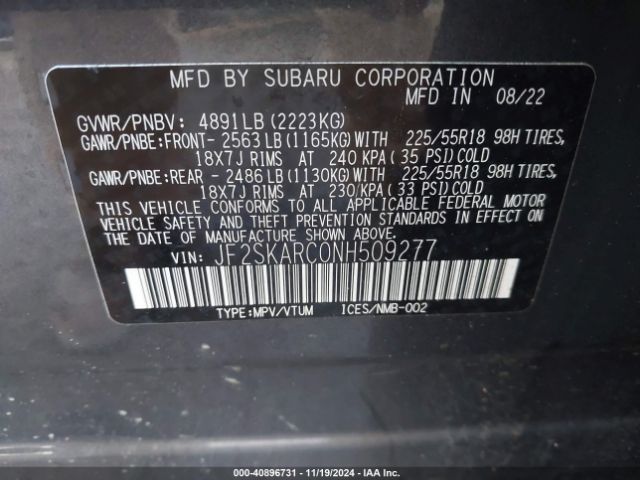 MFD BY SUBARU CORPORATION
MFD IN 08/22
GVWR/PNBV: 4891LB (2223KG)
GAWR/PNBE:FRONT- 2563LB (1165KG)WITH 225/55R18 98H TIRES,
18X7J RIMS AT 240 KPA (35 PSI)COLD
GAWR/PNBE:REAR - 2486LB (1130KG)WITH 225/55R18 98H TIRES,
18X7J RIMS AT 230/KPA (33 PSI)COLD
THIS VEHICLE CONFORMS TO ALL APPLICABLE FEDERAL MOTOR
VEHICLE SAFETY AND THEFT PREVENTION STANDARDS IN EFFECT ON
THE DATE OF MANUFACTURE SHOWN ABOVE.
VIN: JF2SKARC0NH509277
TYPE:MPV/VTUM ICES/NMB-002
000-40896731 - 11/19/2024 - IAA Inc.